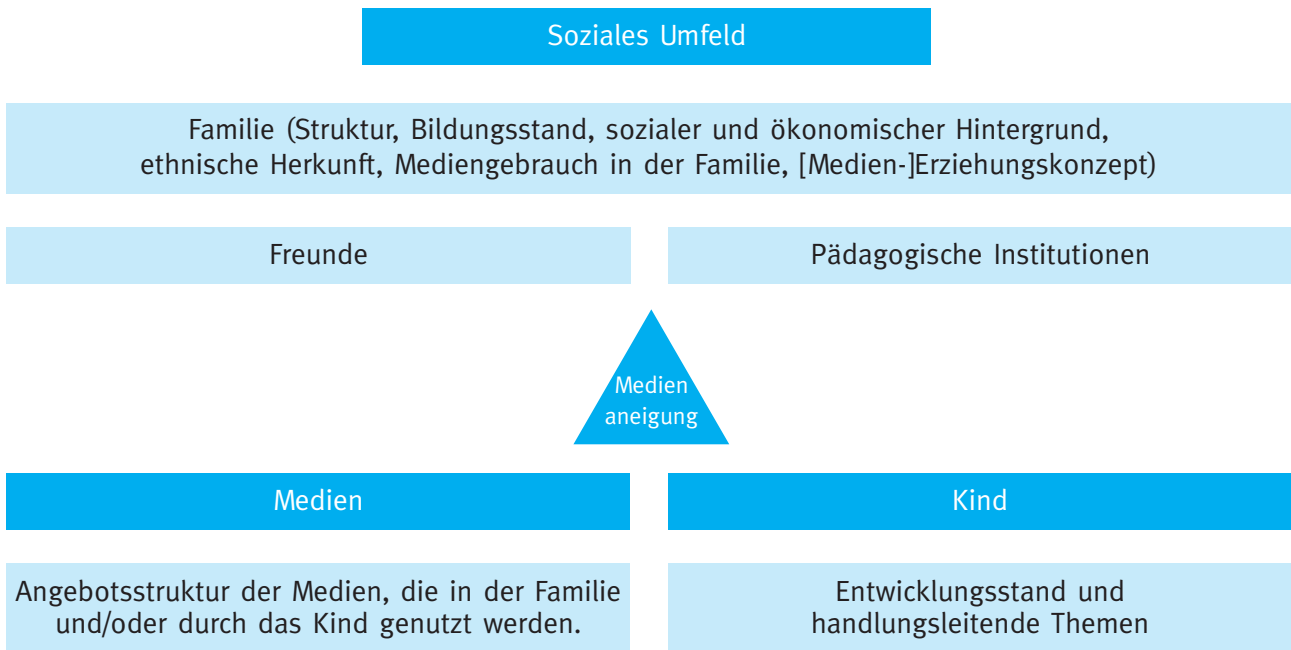 Soziales Umfeld
Familie (Struktur, Bildungsstand, sozialer und ökonomischer Hintergrund,
ethnische Herkunft, Mediengebrauch in der Familie, [Medien-]Erziehungskonzept)
Freunde
Pädagogische Institutionen
Medien
aneigung
Medien
Kind
Angebotsstruktur der Medien, die in der Familie
und/oder durch das Kind genutzt werden.
Entwicklungsstand und
handlungsleitende Themen